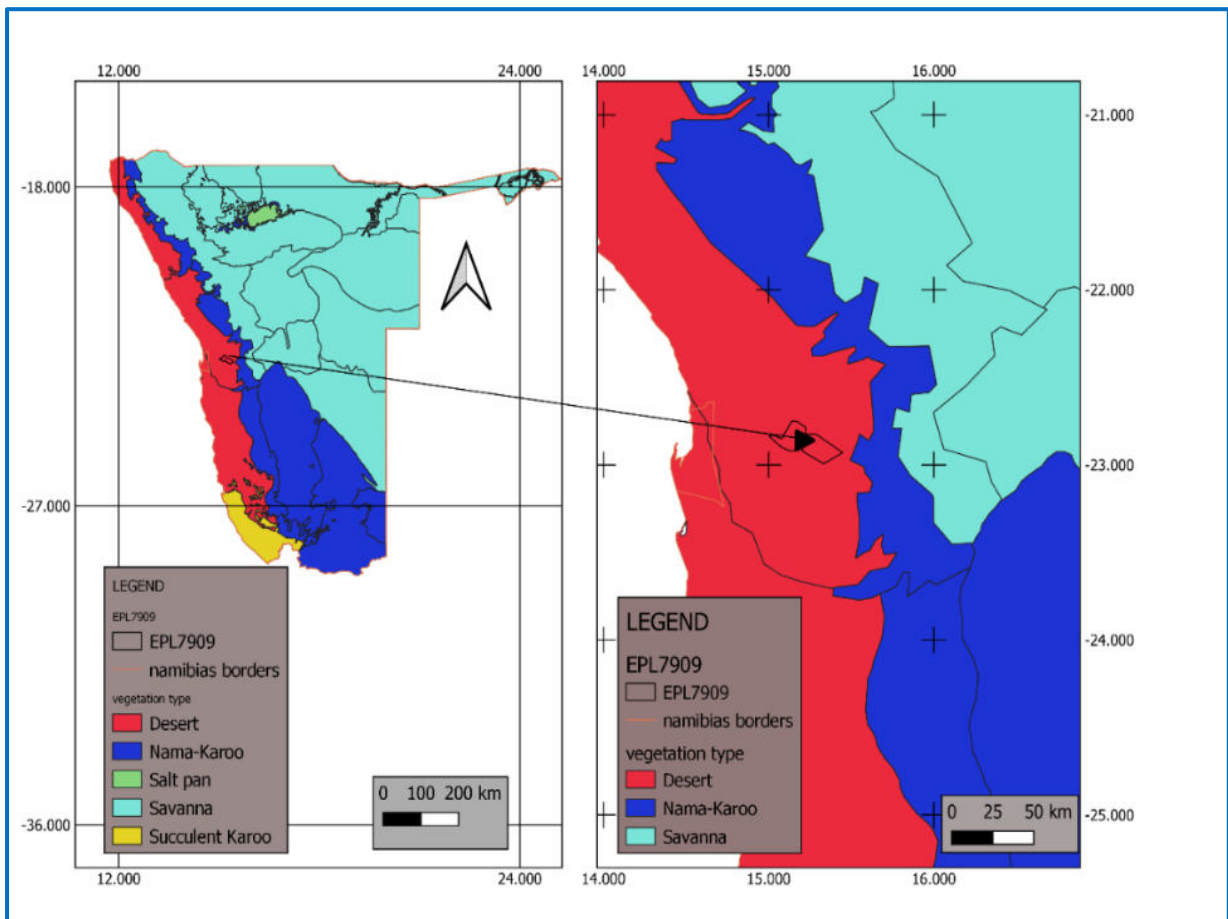 12.000 24.000
-18.000
-27.000
-36.000
12.000 24.000
LEGEND
EPL7909
EPL7909
namibias borders
vegetation type
Desert
Nama-Karoo
Salt pan
Savanna
Succulent Karoo
0 100 200 km
14.000 15.000 16.000
-21.000
-22.000
-23.000
-24.000
-25.000
14.000 15.000 16.000
LEGEND
EPL7909
EPL7909
namibias borders
vegetation type
Desert
Nama-Karoo
Savanna
0 25 50 km